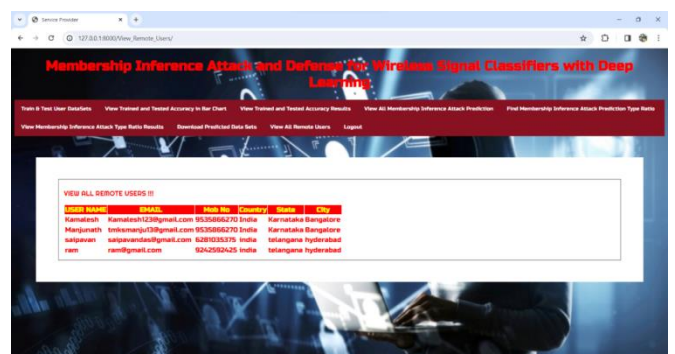 Service Provider
127.0.0.1:8000/View_Remote_Users/
Membership Inference Attack and Defense for Wireless Signal Classifiers with Deep
Learning
Train & Test User DataSets View Trained and Tested Accuracy in Bar Chart View Trained and Tested Accuracy Results View All Membership Inference Attack Prediction Find Membership Inference Attack Prediction Type Ratio
View Membership Inference Attack Type Ratio Results Download Predicted Data Sets View All Remote Users Logout
VIEW ALL REMOTE USERS !!!
USER NAME EMAIL Mob No Country State City
Kamalesh Kamalesh123@gmail.com 9535866270 India Karnataka Bangalore
Manjunath tmksmanju13@gmail.com 9535866270 India Karnataka Bangalore
saipavan saipavandas@gmail.com 6281035375 india telangana hyderabad
ram ram@gmail.com 9242592425 india telangana hyderabad